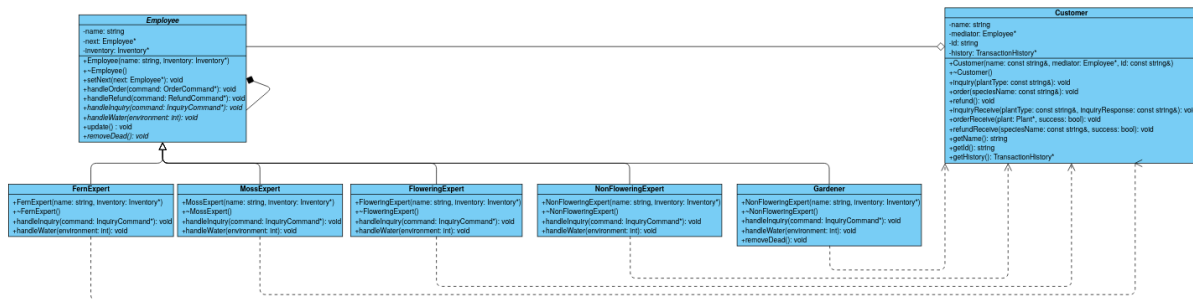 Employee
-name: string
-next: Employee*
-inventory: Inventory*
+Employee(name: string, inventory: Inventory*)
+~Employee()
+setNext(next: Employee*): void
+handleOrder(command: OrderCommand*): void
+handleRefund(command: RefundCommand*): void
+handleInquiry(command: InquiryCommand*): void
+handleWater(environment: int): void
+update() : void
+removeDead(): void
Customer
-name: string
-mediator: Employee*
-id: string
-history: TransactionHistory*
+Customer(name: const string&, mediator: Employee*, id: const string&)
+~Customer()
+inquiry(plantType: const string&)
+order(speciesName: const string&)
+refund(): void
+inquiryReceive(plantType: const string&, inquiryResponse: const string&): void
+orderReceive(plant: Plant*, success: bool): void
+refundReceive(speciesName: const string&, success: bool): void
+getName(): string
+getId(): string
+getHistory(): TransactionHistory*
FernExpert
+FernExpert(name: string, inventory: Inventory*)
+~FernExpert()
+handleInquiry(command: InquiryCommand*): void
+handleWater(environment: int): void
MossExpert
+MossExpert(name: string, inventory: Inventory*)
+~MossExpert()
+handleInquiry(command: InquiryCommand*): void
+handleWater(environment: int): void
FloweringExpert
+FloweringExpert(name: string, inventory: Inventory*)
+~FloweringExpert()
+handleInquiry(command: InquiryCommand*): void
+handleWater(environment: int): void
NonFloweringExpert
+NonFloweringExpert(name: string, inventory: Inventory*)
+~NonFloweringExpert()
+handleInquiry(command: InquiryCommand*): void
+handleWater(environment: int): void
Gardener
+NonFloweringExpert(name: string, inventory: Inventory*)
+~NonFloweringExpert()
+handleInquiry(command: InquiryCommand*): void
+handleWater(environment: int): void
+removeDead(): void